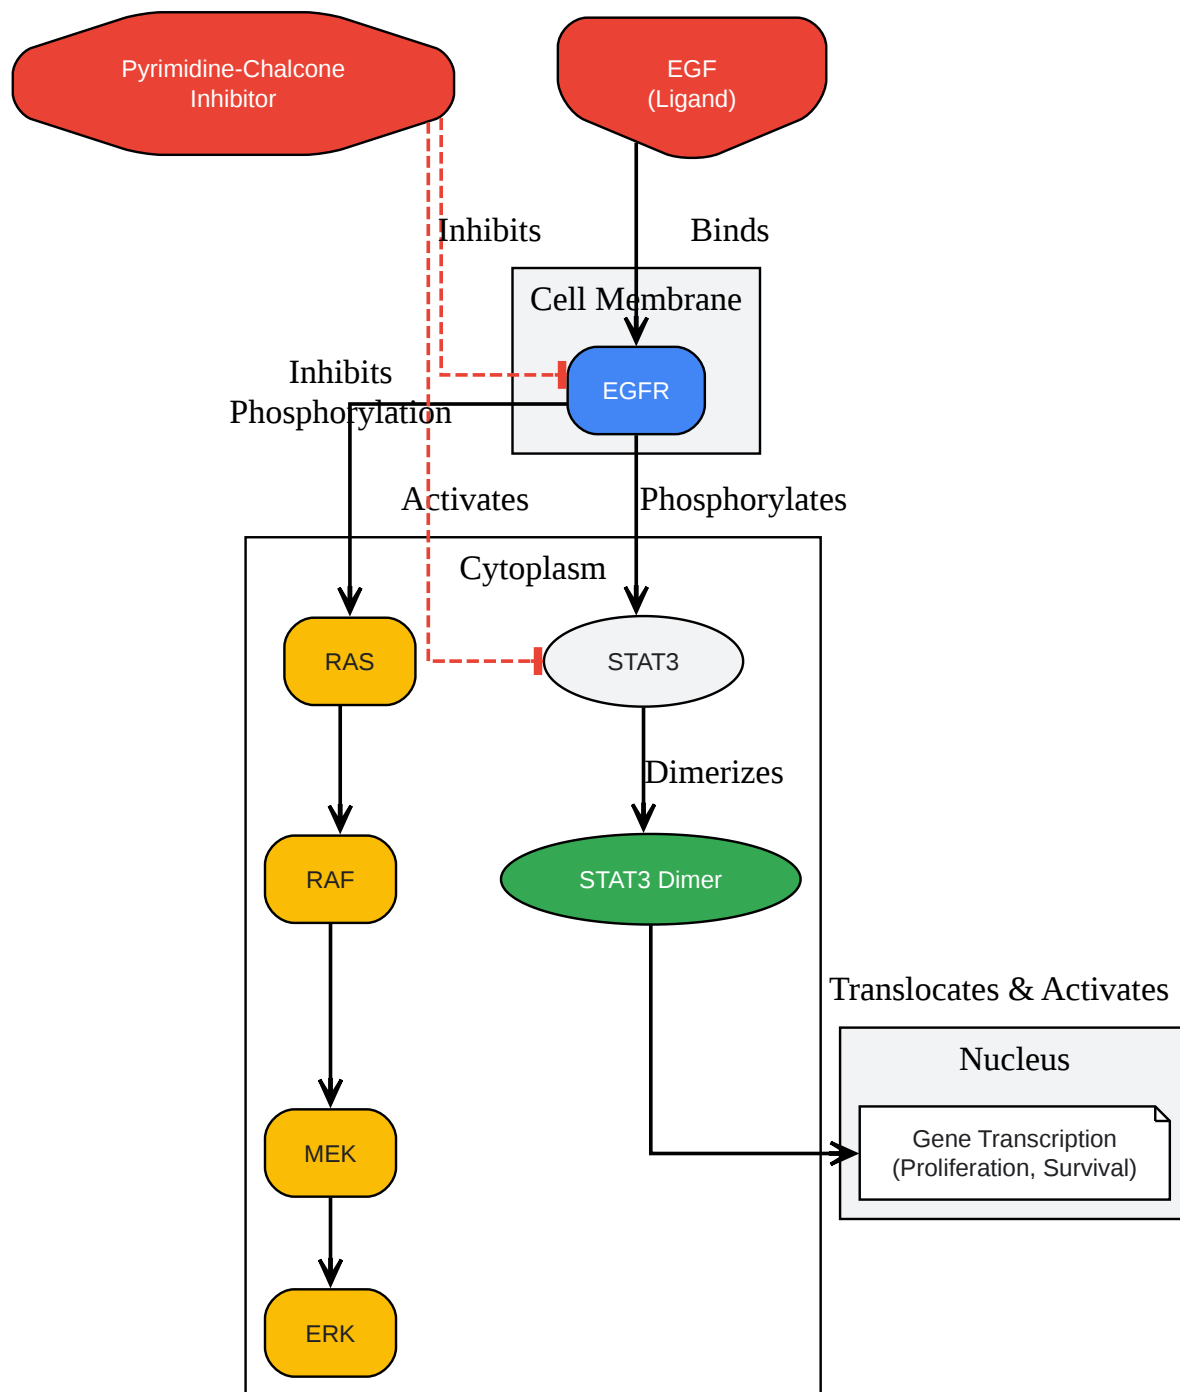 Pyrimidine-Chalcone
Inhibitor
EGF
(Ligand)
Inhibits
Binds
Cell Membrane
Inhibits
Phosphorylation
EGFR
Activates
Phosphorylates
Cytoplasm
RAS
STAT3
Dimerizes
RAF
STAT3 Dimer
Translocates & Activates
Nucleus
Gene Transcription
(Proliferation, Survival)
MEK
ERK